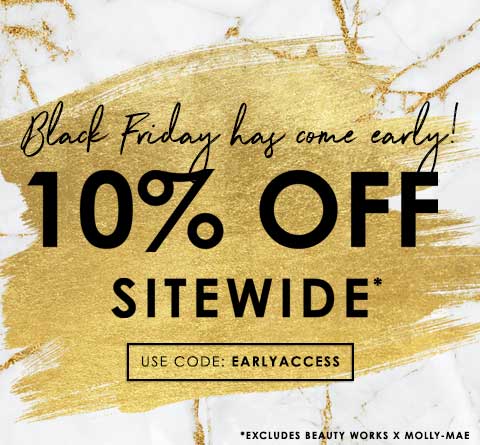 Black Friday has come early!
10% OFF
SITEWIDE*
USE CODE: EARLYACCESS
*EXCLUDES BEAUTY WORKS X MOLLY-MAE